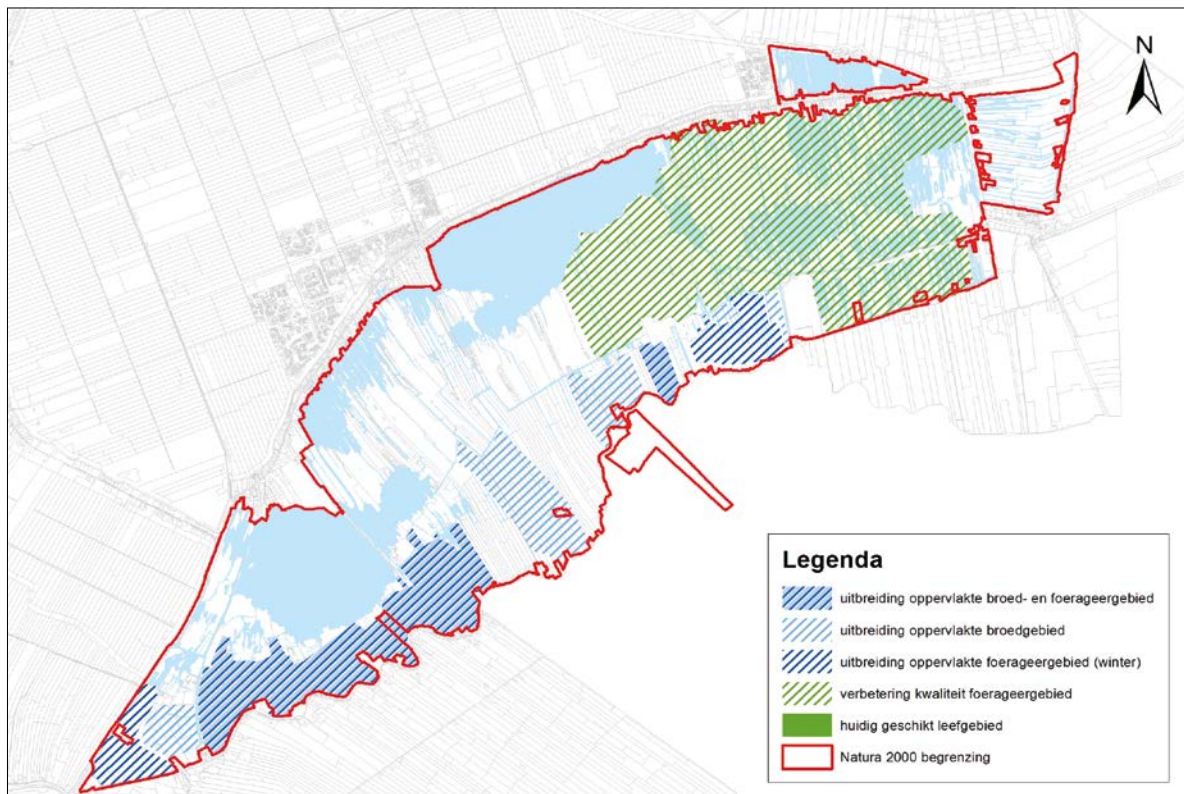 N
Legenda
uitbreiding oppervlakte broed- en foerageergebied
uitbreiding oppervlakte broedgebied
uitbreiding oppervlakte foerageergebied (winter)
verbetering kwaliteit foerageergebied
huidig geschikt leefgebied
Natura 2000 begrenzing